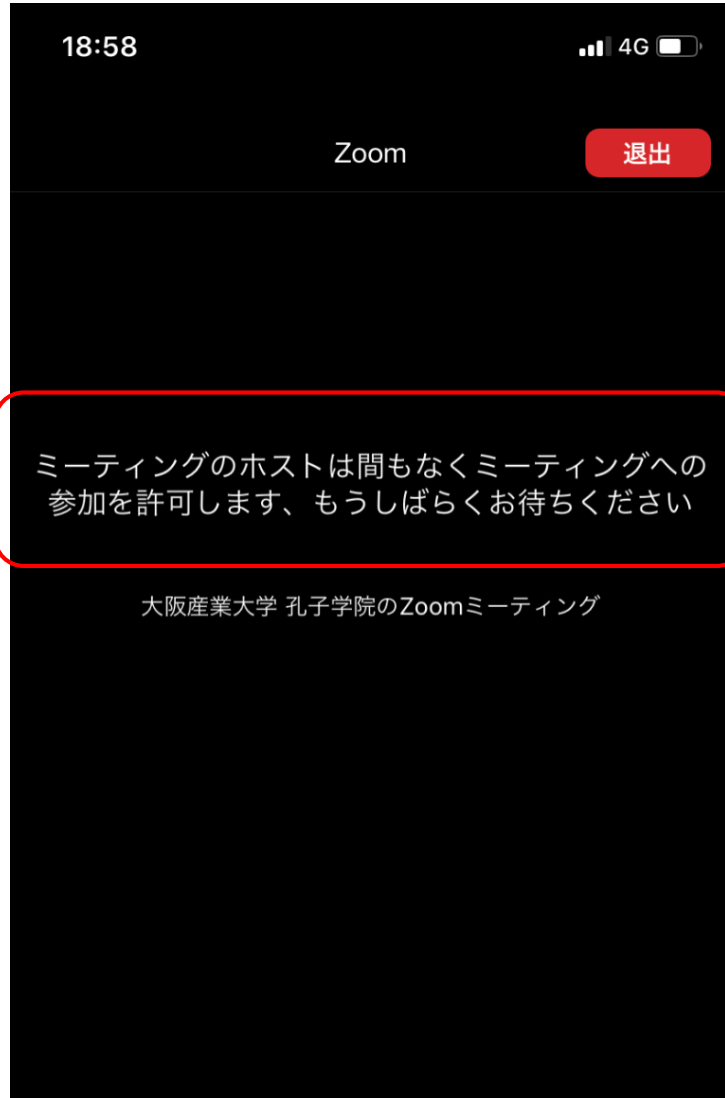 18:58
4G
Zoom
退出
ミーティングのホストは間もなくミーティングへの
参加を許可します、もうしばらくお待ちください
大阪産業大学 孔子学院のZoomミーティング